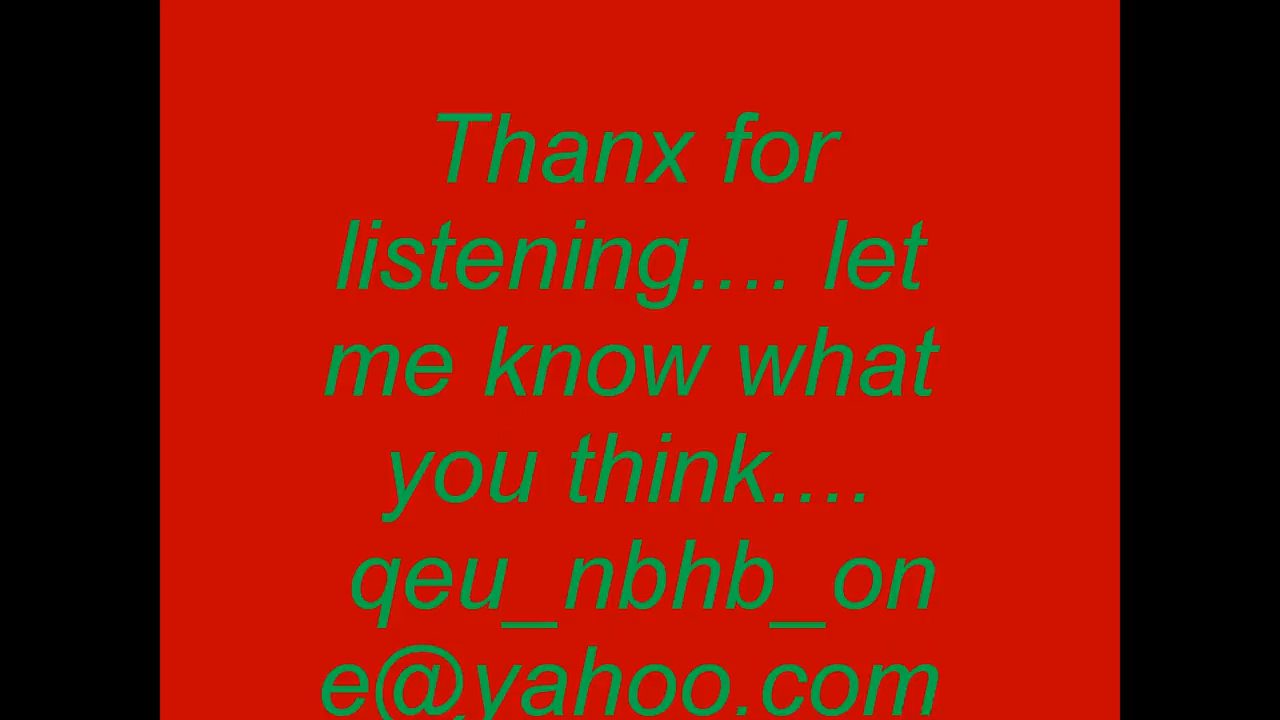 Thanx for
listening.... let
me know what
you think....
qeu_nbhb_on
e@yahoo.com